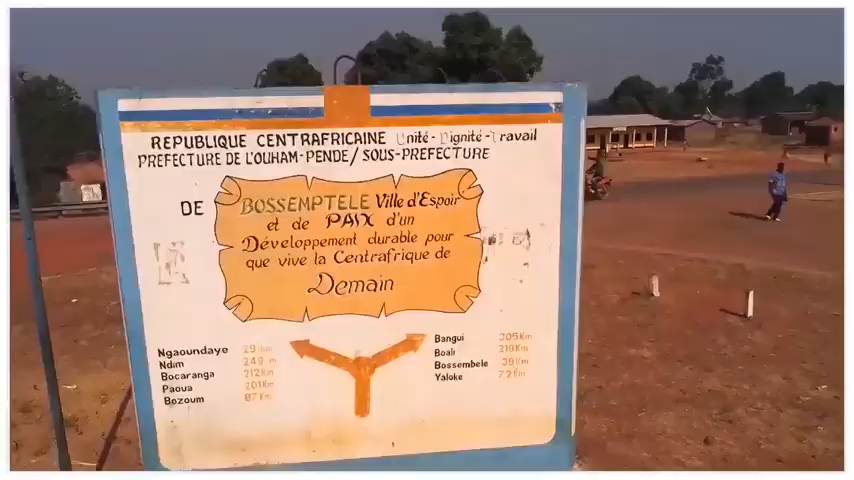 REPUBLIQUE CENTRAFRICAINE Unité-Dignité-Travail
PREFECTURE DE L'OUHAM-PENDE/ SOUS-PREFECTURE
DE BOSSEMPTELE Ville d'Espoir
et de PAIX d'un
Développement durable pour
que vive la Centrafrique de
Demain
Ngaoundaye
Ndim 249
Bocaranga 212Km
Paoua 201Km
Bozoum 87Km
Bangui
Boali 219Km
Bossembele
Yaloke 72Km